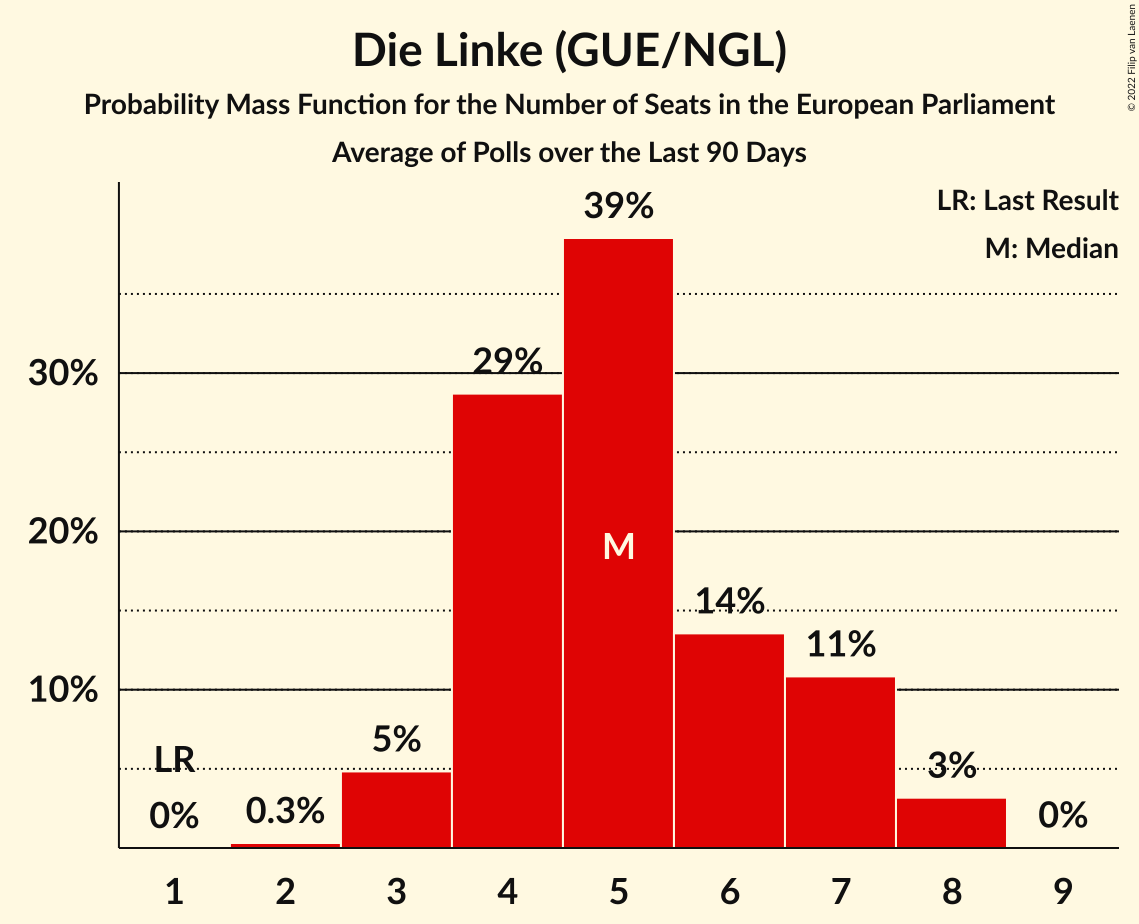 Die Linke (GUE/NGL)
Probability Mass Function for the Number of Seats in the European Parliament
Average of Polls over the Last 90 Days
© 2022 Filip van Laenen
LR: Last Result
M: Median
39%
29%
30%
M
20%
14%
11%
10%
5%
LR
3%
0%
0.3%
0%
1 2 3 4 5 6 7 8 9